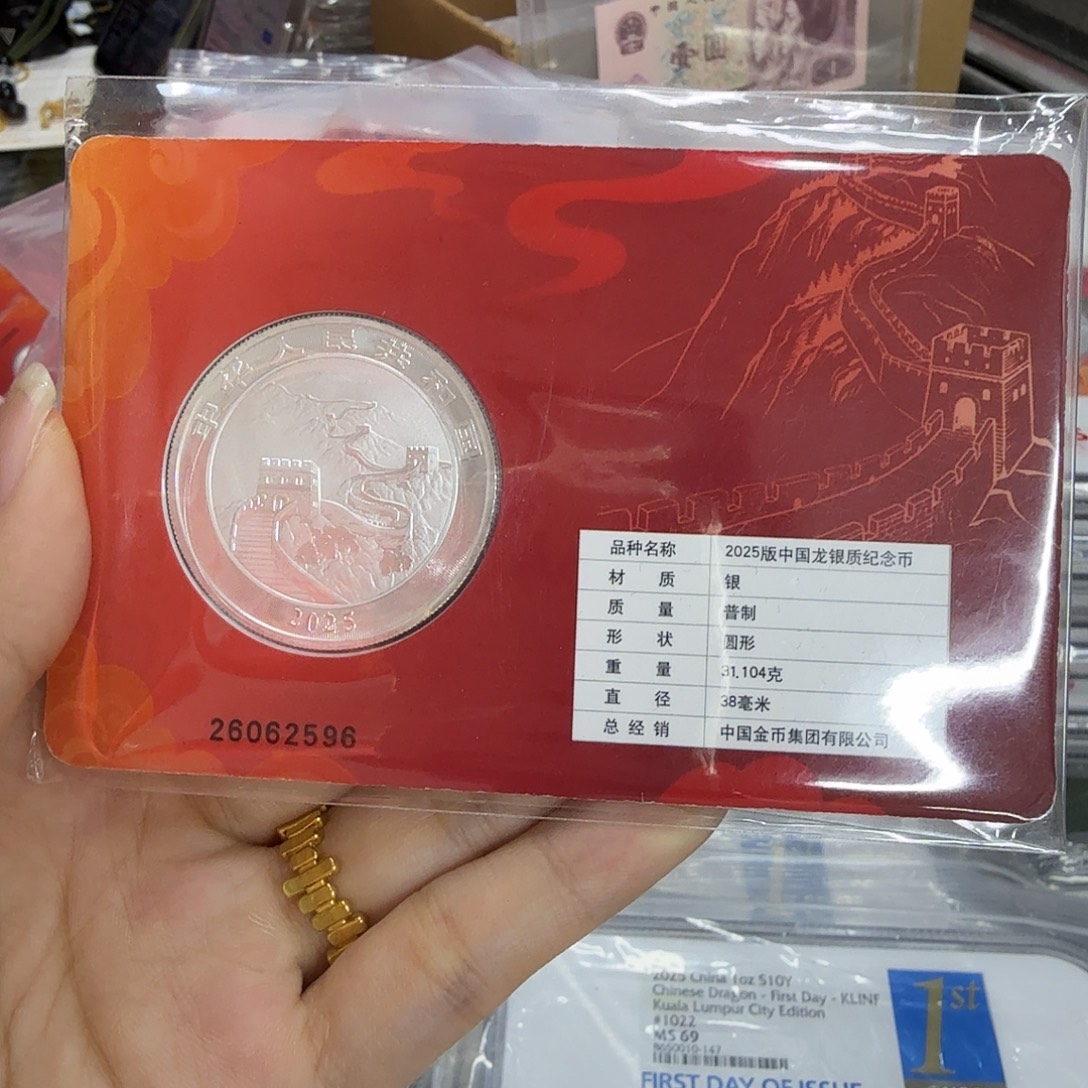 壹圆
中华人民共和国
2025
品种名称 2025版中国龙银质纪念币
材质 银
质量 普制
形状 圆形
重量 31.104克
直径 38毫米
总经销 中国金币集团有限公司
26062596
2025 China 1oz S10Y
Chinese Dragon - First Day - KLINF
Kuala Lumpur City Edition
#1022
MS 69
8650010-147
1st
FIRST DAY OF ISSUE